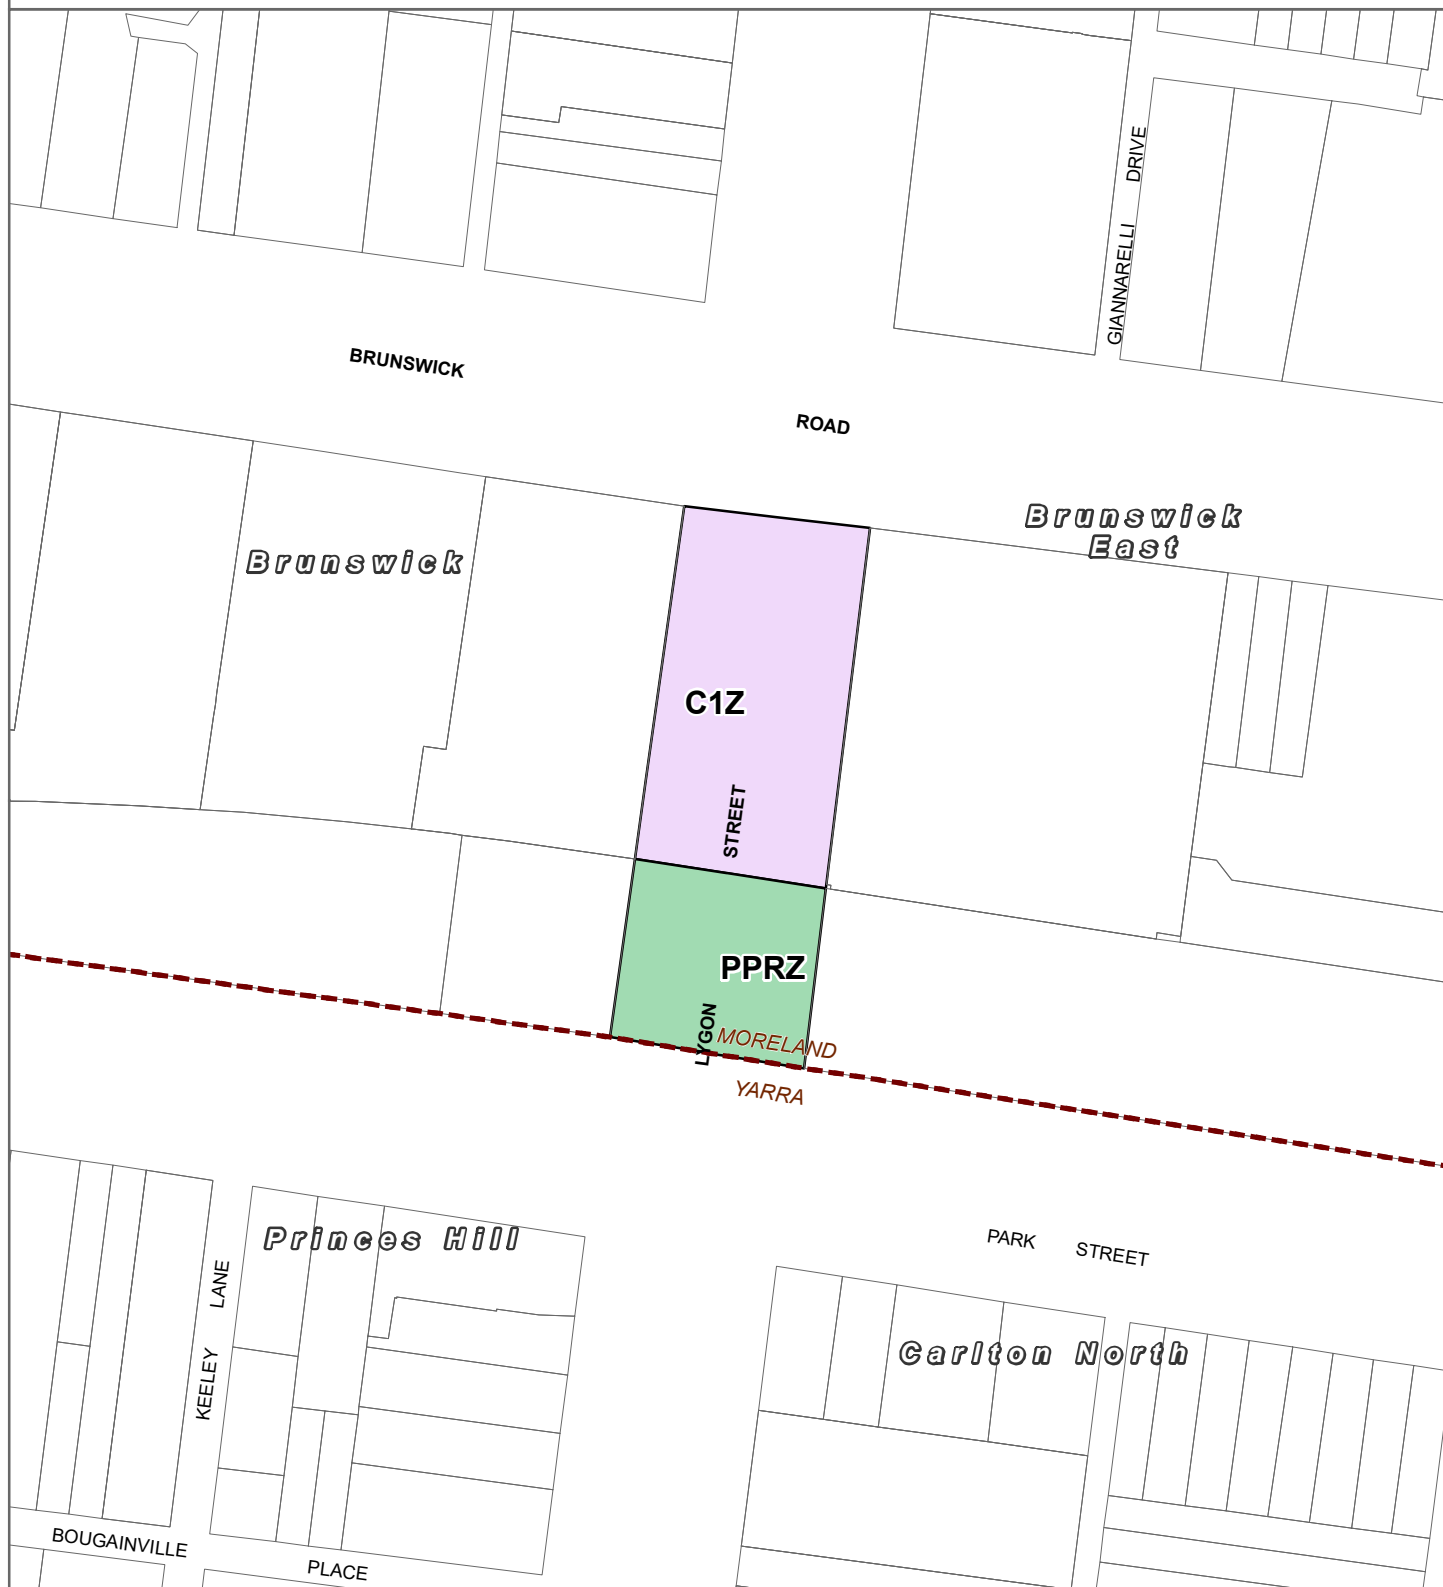 GIANNARELLI DRIVE
BRUNSWICK
ROAD
Brunswick
East
Brunswick
C1Z
STREET
PPRZ
LYGON
MORELAND
YARRA
Princes Hill
PARK STREET
KEELEY LANE
Carlton North
BOUGAINVILLE
PLACE